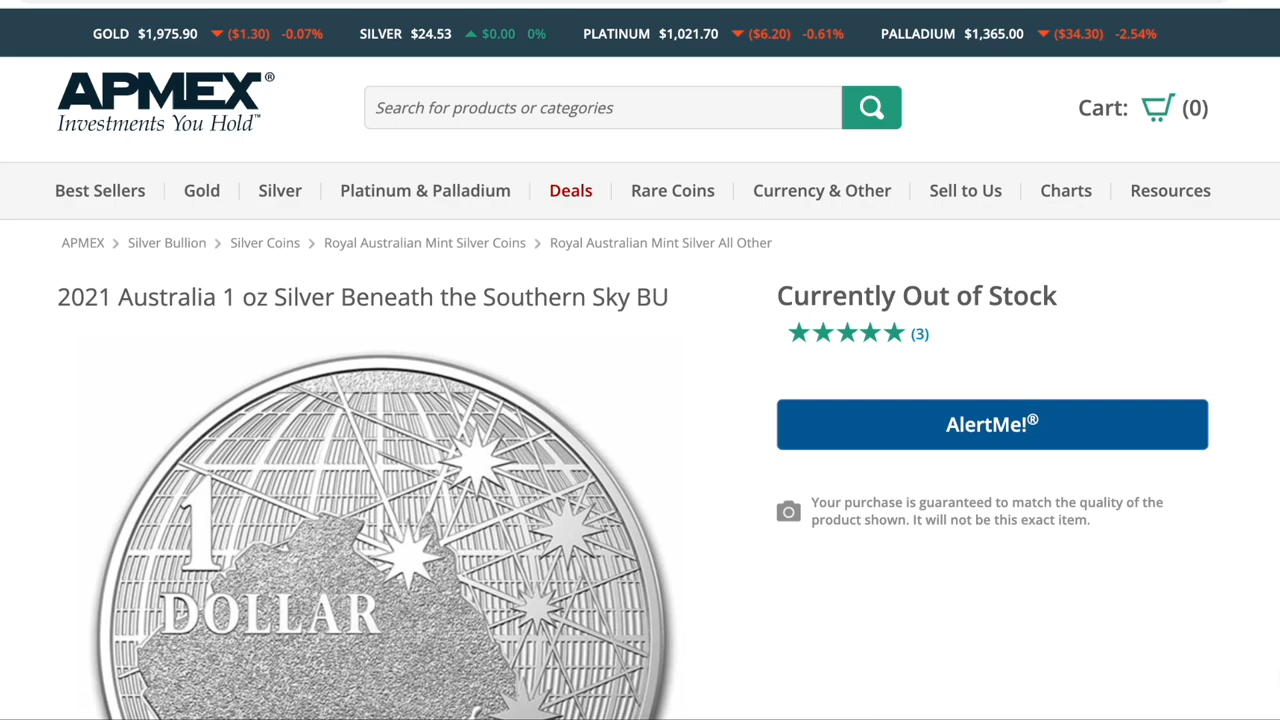 GOLD $1,975.90 ($1.30) -0.07% SILVER $24.53 $0.00 0% PLATINUM $1,021.70 ($6.20) -0.61% PALLADIUM $1,365.00 ($34.30) -2.54%
APMEX®
Investments You Hold™
Search for products or categories
Cart: (0)
Best Sellers Gold Silver Platinum & Palladium Deals Rare Coins Currency & Other Sell to Us Charts Resources
APMEX > Silver Bullion > Silver Coins > Royal Australian Mint Silver Coins > Royal Australian Mint Silver All Other
2021 Australia 1 oz Silver Beneath the Southern Sky BU
Currently Out of Stock
(3)
AlertMe!®
Your purchase is guaranteed to match the quality of the
product shown. It will not be this exact item.
1
DOLLAR